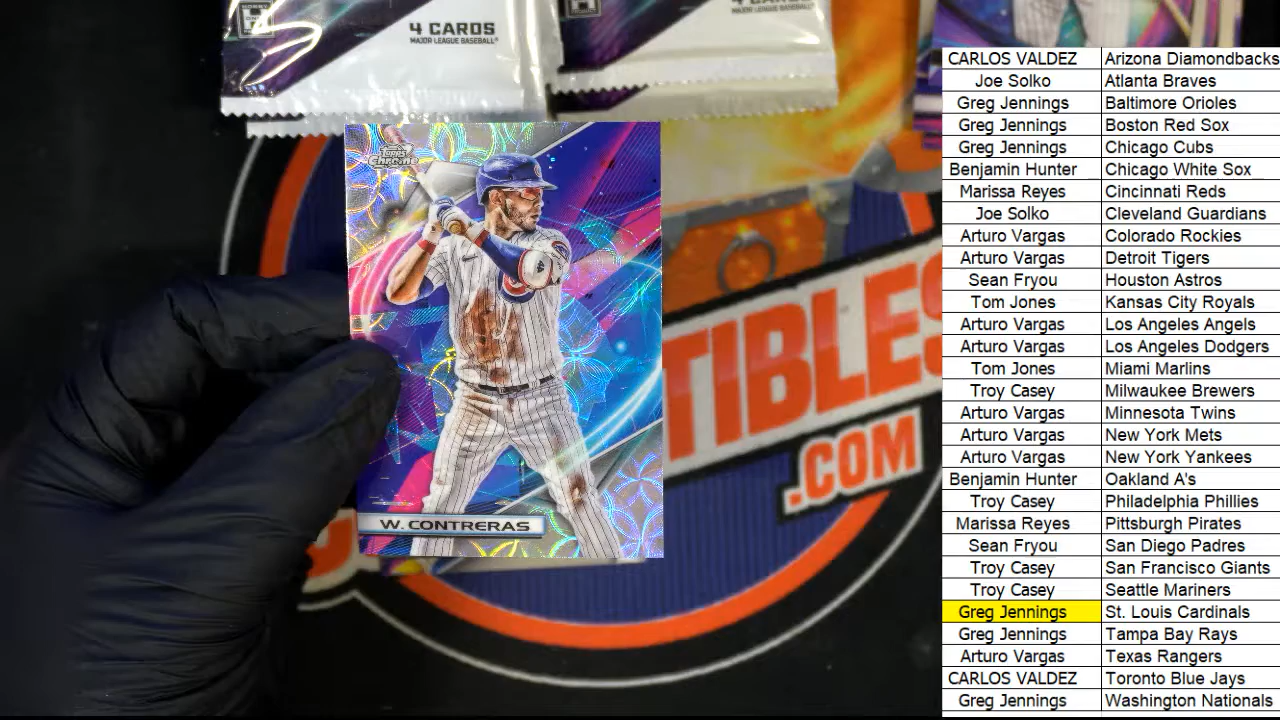 4 CARDS
MAJOR LEAGUE BASEBALL
4 CARDS
MAJOR LEAGUE BASEBALL
Topps
Chrome
W. CONTRERAS
TIBLES
.COM
CARLOS VALDEZ Arizona Diamondbacks
Joe Solko Atlanta Braves
Greg Jennings Baltimore Orioles
Greg Jennings Boston Red Sox
Greg Jennings Chicago Cubs
Benjamin Hunter Chicago White Sox
Marissa Reyes Cincinnati Reds
Joe Solko Cleveland Guardians
Arturo Vargas Colorado Rockies
Arturo Vargas Detroit Tigers
Sean Fryou Houston Astros
Tom Jones Kansas City Royals
Arturo Vargas Los Angeles Angels
Arturo Vargas Los Angeles Dodgers
Tom Jones Miami Marlins
Troy Casey Milwaukee Brewers
Arturo Vargas Minnesota Twins
Arturo Vargas New York Mets
Arturo Vargas New York Yankees
Benjamin Hunter Oakland A's
Troy Casey Philadelphia Phillies
Marissa Reyes Pittsburgh Pirates
Sean Fryou San Diego Padres
Troy Casey San Francisco Giants
Troy Casey Seattle Mariners
Greg Jennings St. Louis Cardinals
Greg Jennings Tampa Bay Rays
Arturo Vargas Texas Rangers
CARLOS VALDEZ Toronto Blue Jays
Greg Jennings Washington Nationals